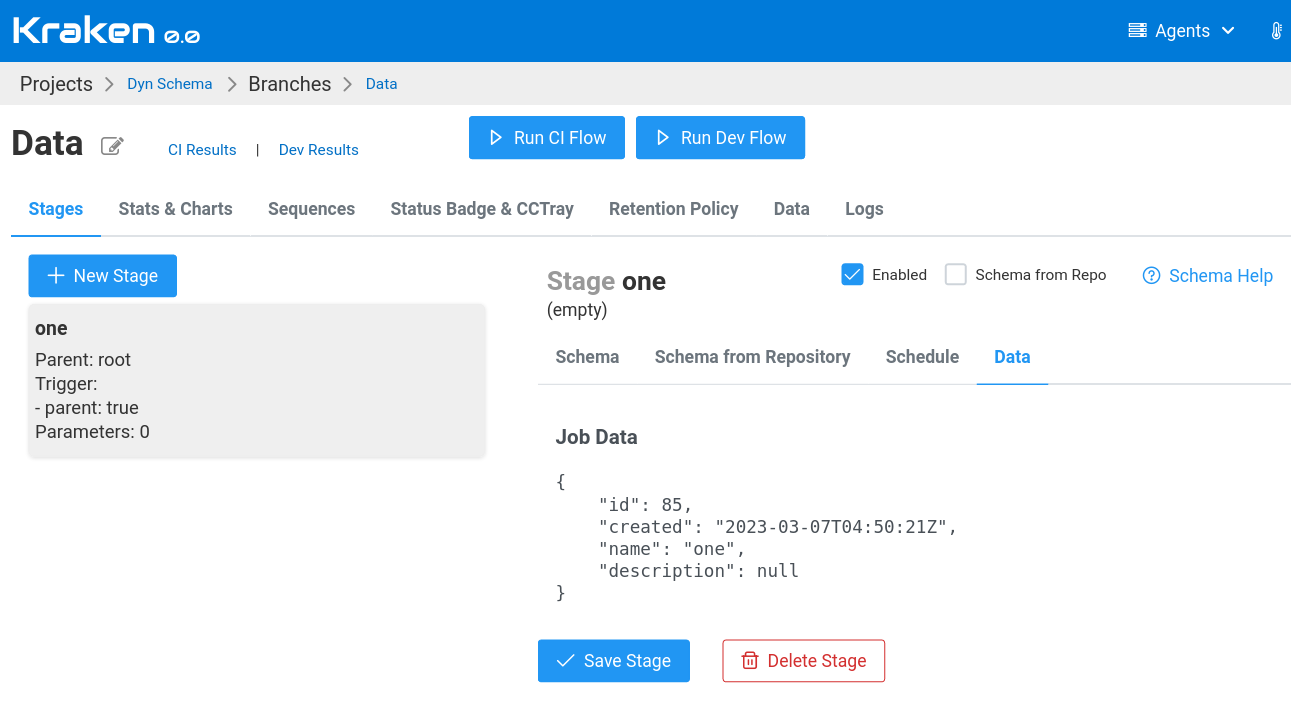 Kraken 0.0
Agents
Projects Dyn Schema Branches Data
Data CI Results | Dev Results Run CI Flow Run Dev Flow
Stages Stats & Charts Sequences Status Badge & CCTray Retention Policy Data Logs
New Stage
one
Parent: root
Trigger:
- parent: true
Parameters: 0
Stage one
Enabled Schema from Repo Schema Help
(empty)
Schema Schema from Repository Schedule Data
Job Data
{
    "id": 85,
    "created": "2023-03-07T04:50:21Z",
    "name": "one",
    "description": null
}
Save Stage Delete Stage